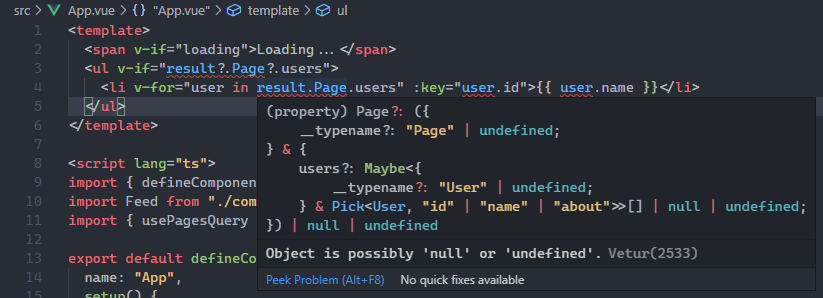 src > App.vue > "App.vue" > template > ul
1 <template>
2 <span v-if="loading">Loading...</span>
3 <ul v-if="result?.Page?.users">
4 <li v-for="user in result.Page.users" :key="user.id">{{ user.name }}</li>
5 </ul>
6 </template>
7
8 <script lang="ts">
9 import { defineComponen
10 import Feed from "./com
11 import { usePagesQuery
12
13 export default defineCo
14 name: "App",
15 setup() {
(property) Page?: ({
__typename?: "Page" | undefined;
} & {
users?: Maybe<{
__typename?: "User" | undefined;
} & Pick<User, "id" | "name" | "about">>[] | null | undefined;
}) | null | undefined
Object is possibly 'null' or 'undefined'. Vetur(2533)
Peek Problem (Alt+F8) No quick fixes available